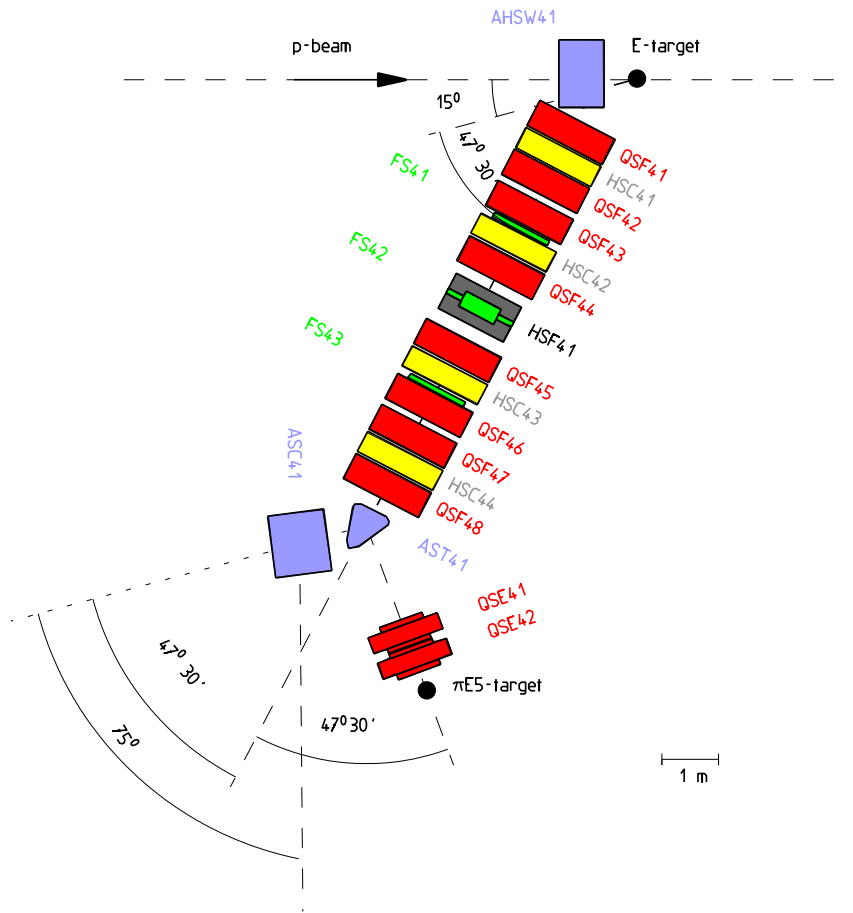 AHSW41
p-beam
E-target
15⁰
47⁰ 30'
FS41
QSF41
HSC41
QSF42
FS42
QSF43
HSC42
QSF44
FS43
HSF41
QSF45
HSC43
QSF46
ASC41
QSF47
HSC44
QSF48
AST41
QSE41
QSE42
47⁰ 30'
πE5-target
47⁰30'
75⁰
1 m